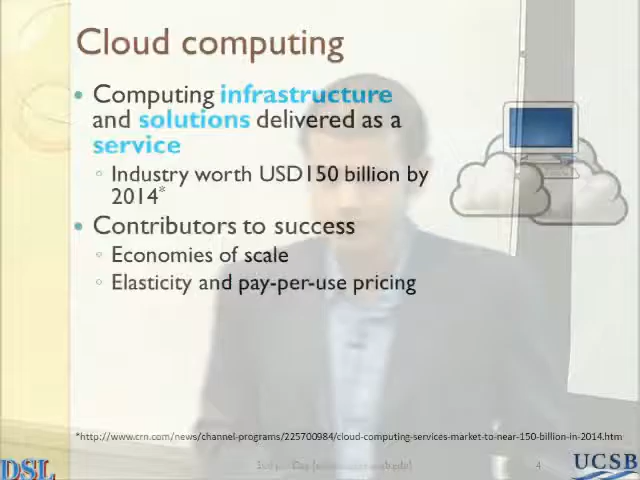 Cloud computing
Computing infrastructure
and solutions delivered as a
service
Industry worth USD150 billion by
2014*
Contributors to success
Economies of scale
Elasticity and pay-per-use pricing
*http://www.crn.com/news/channel-programs/225700984/cloud-computing-services-market-to-near-150-billion-in-2014.htm
4
DSL
UCSB